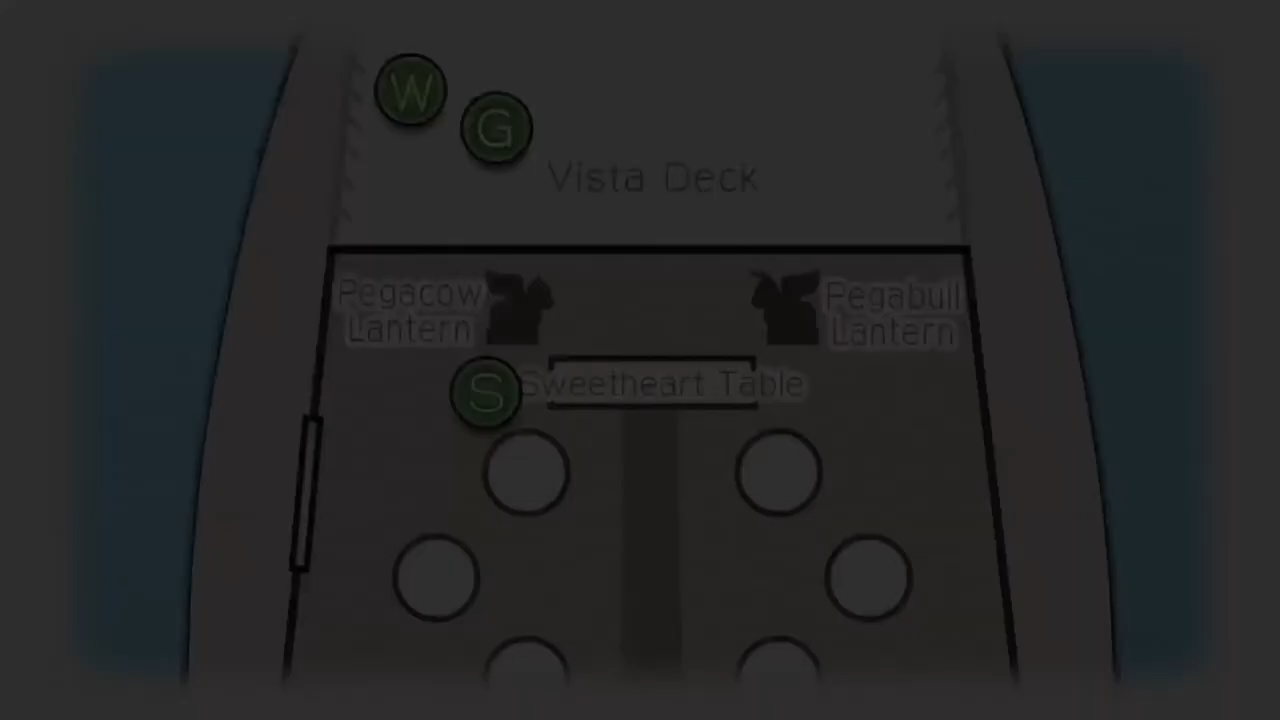 W
G
Vista Deck
Pegacow
Lantern
Pegabull
Lantern
S
Sweetheart Table